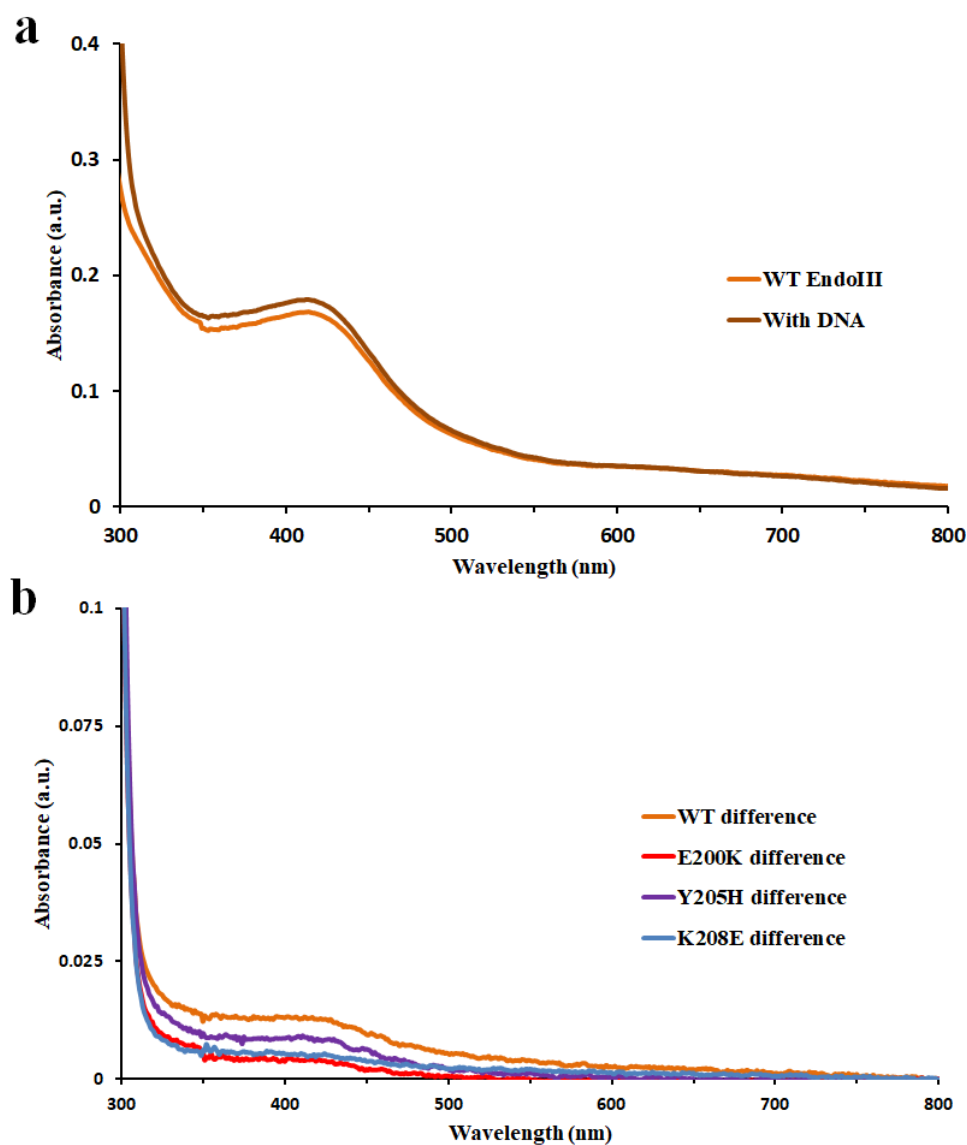 a
0.4
0.3
0.2
0.1
0
Absorbance (a.u.)
WT EndoIII
With DNA
300 400 500 600 700 800
Wavelength (nm)
b
0.1
0.075
0.05
0.025
0
Absorbance (a.u.)
WT difference
E200K difference
Y205H difference
K208E difference
300 400 500 600 700 800
Wavelength (nm)